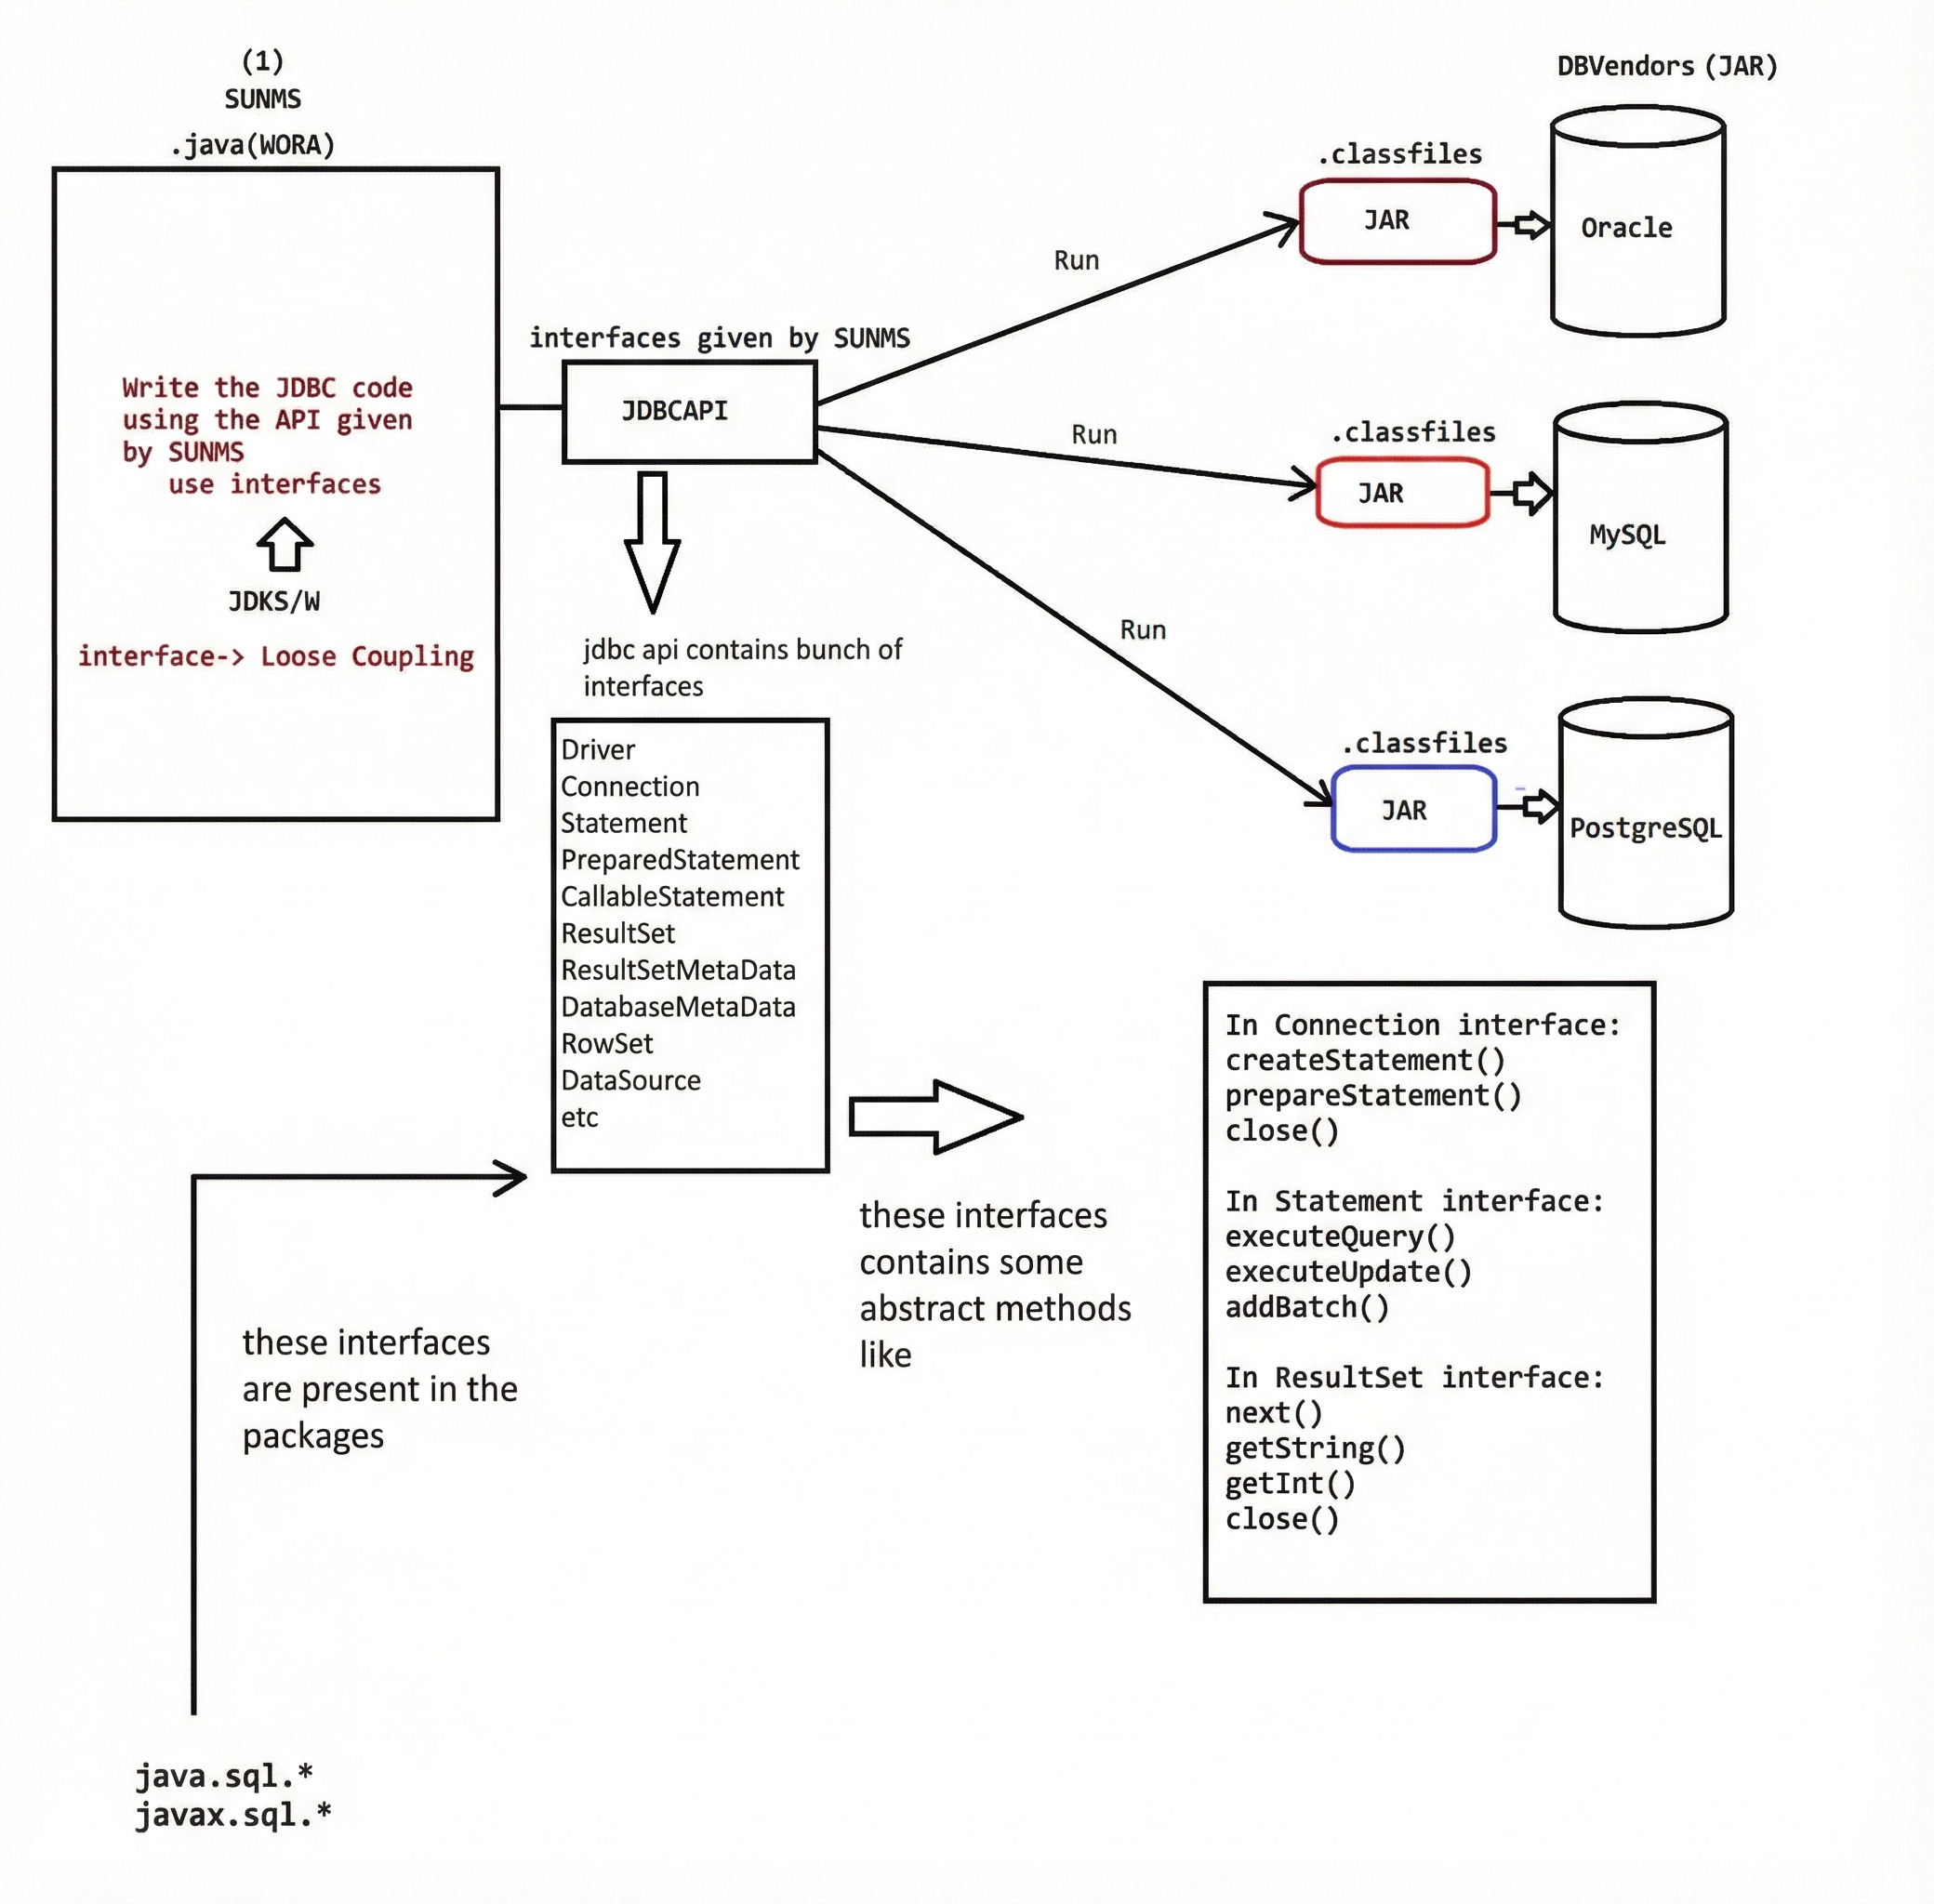 (1)
SUNMS
.java(WORA)
Write the JDBC code
using the API given
by SUNMS
use interfaces
JDKS/W
interface-> Loose Coupling
interfaces given by SUNMS
JDBCAPI
jdbc api contains bunch of
interfaces
Driver
Connection
Statement
PreparedStatement
CallableStatement
ResultSet
ResultSetMetaData
DatabaseMetaData
RowSet
DataSource
etc
Run
Run
Run
DBVendors (JAR)
.classfiles
JAR
Oracle
.classfiles
JAR
MySQL
.classfiles
JAR
PostgreSQL
these interfaces
contains some
abstract methods
like
In Connection interface:
createStatement()
prepareStatement()
close()
In Statement interface:
executeQuery()
executeUpdate()
addBatch()
In ResultSet interface:
next()
getString()
getInt()
close()
these interfaces
are present in the
packages
java.sql.*
javax.sql.*